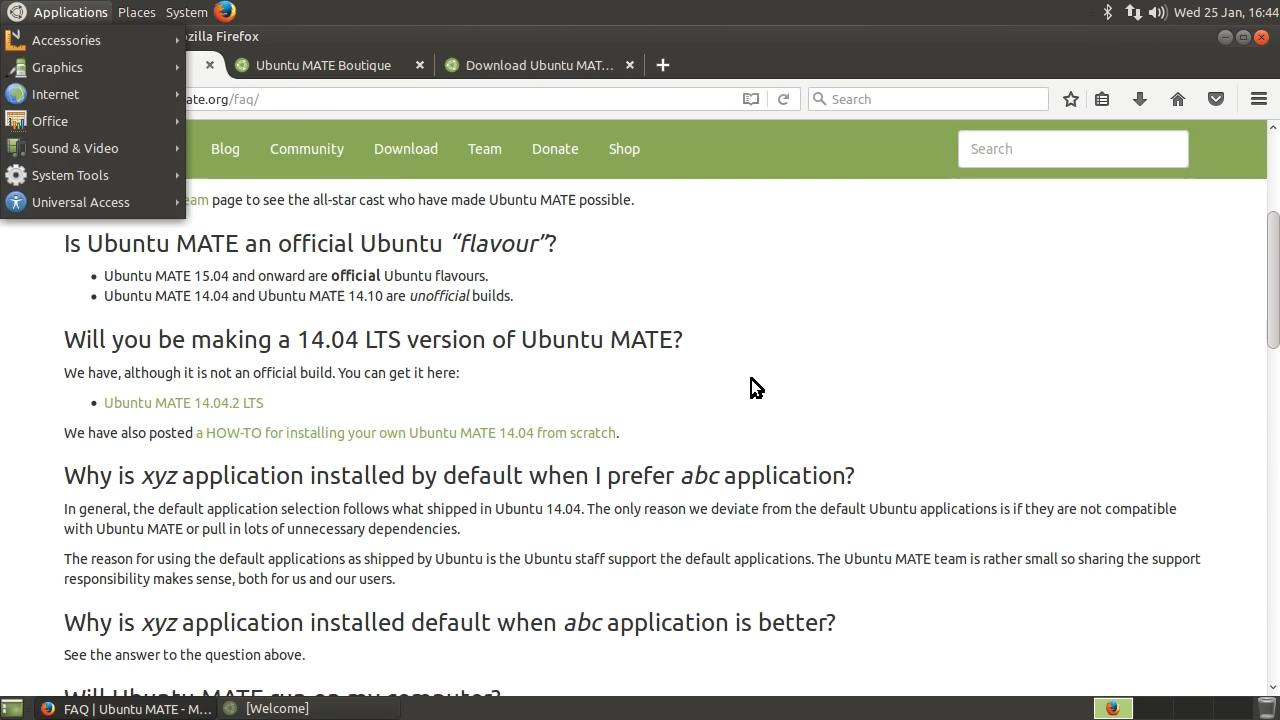 Applications Places System Wed 25 Jan, 16:44
Accessories
Graphics
Internet
Office
Sound & Video
System Tools
Universal Access
zilla Firefox
Ubuntu MATE Boutique Download Ubuntu MAT...
ate.org/faq/ Search
Blog Community Download Team Donate Shop Search
eam page to see the all-star cast who have made Ubuntu MATE possible.
Is Ubuntu MATE an official Ubuntu “flavour”?
Ubuntu MATE 15.04 and onward are official Ubuntu flavours.
Ubuntu MATE 14.04 and Ubuntu MATE 14.10 are unofficial builds.
Will you be making a 14.04 LTS version of Ubuntu MATE?
We have, although it is not an official build. You can get it here:
Ubuntu MATE 14.04.2 LTS
We have also posted a HOW-TO for installing your own Ubuntu MATE 14.04 from scratch.
Why is xyz application installed by default when I prefer abc application?
In general, the default application selection follows what shipped in Ubuntu 14.04. The only reason we deviate from the default Ubuntu applications is if they are not compatible
with Ubuntu MATE or pull in lots of unnecessary dependencies.
The reason for using the default applications as shipped by Ubuntu is the Ubuntu staff support the default applications. The Ubuntu MATE team is rather small so sharing the support
responsibility makes sense, both for us and our users.
Why is xyz application installed default when abc application is better?
See the answer to the question above.
Will Ubuntu MATE run on my computer?
FAQ | Ubuntu MATE - M... [Welcome]